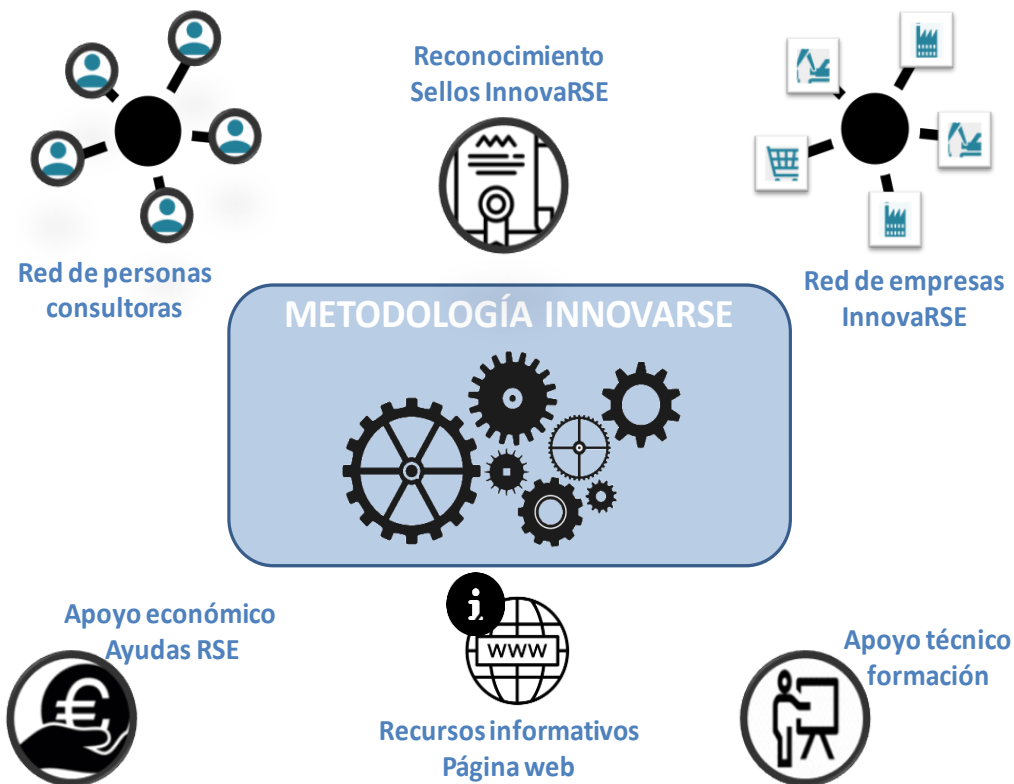 Reconocimiento
Sellos InnovaRSE
Red de personas
consultoras
Red de empresas
InnovaRSE
METODOLOGÍA INNOVARSE
Apoyo económico
Ayudas RSE
i
www
Recursos informativos
Página web
Apoyo técnico
formación
€